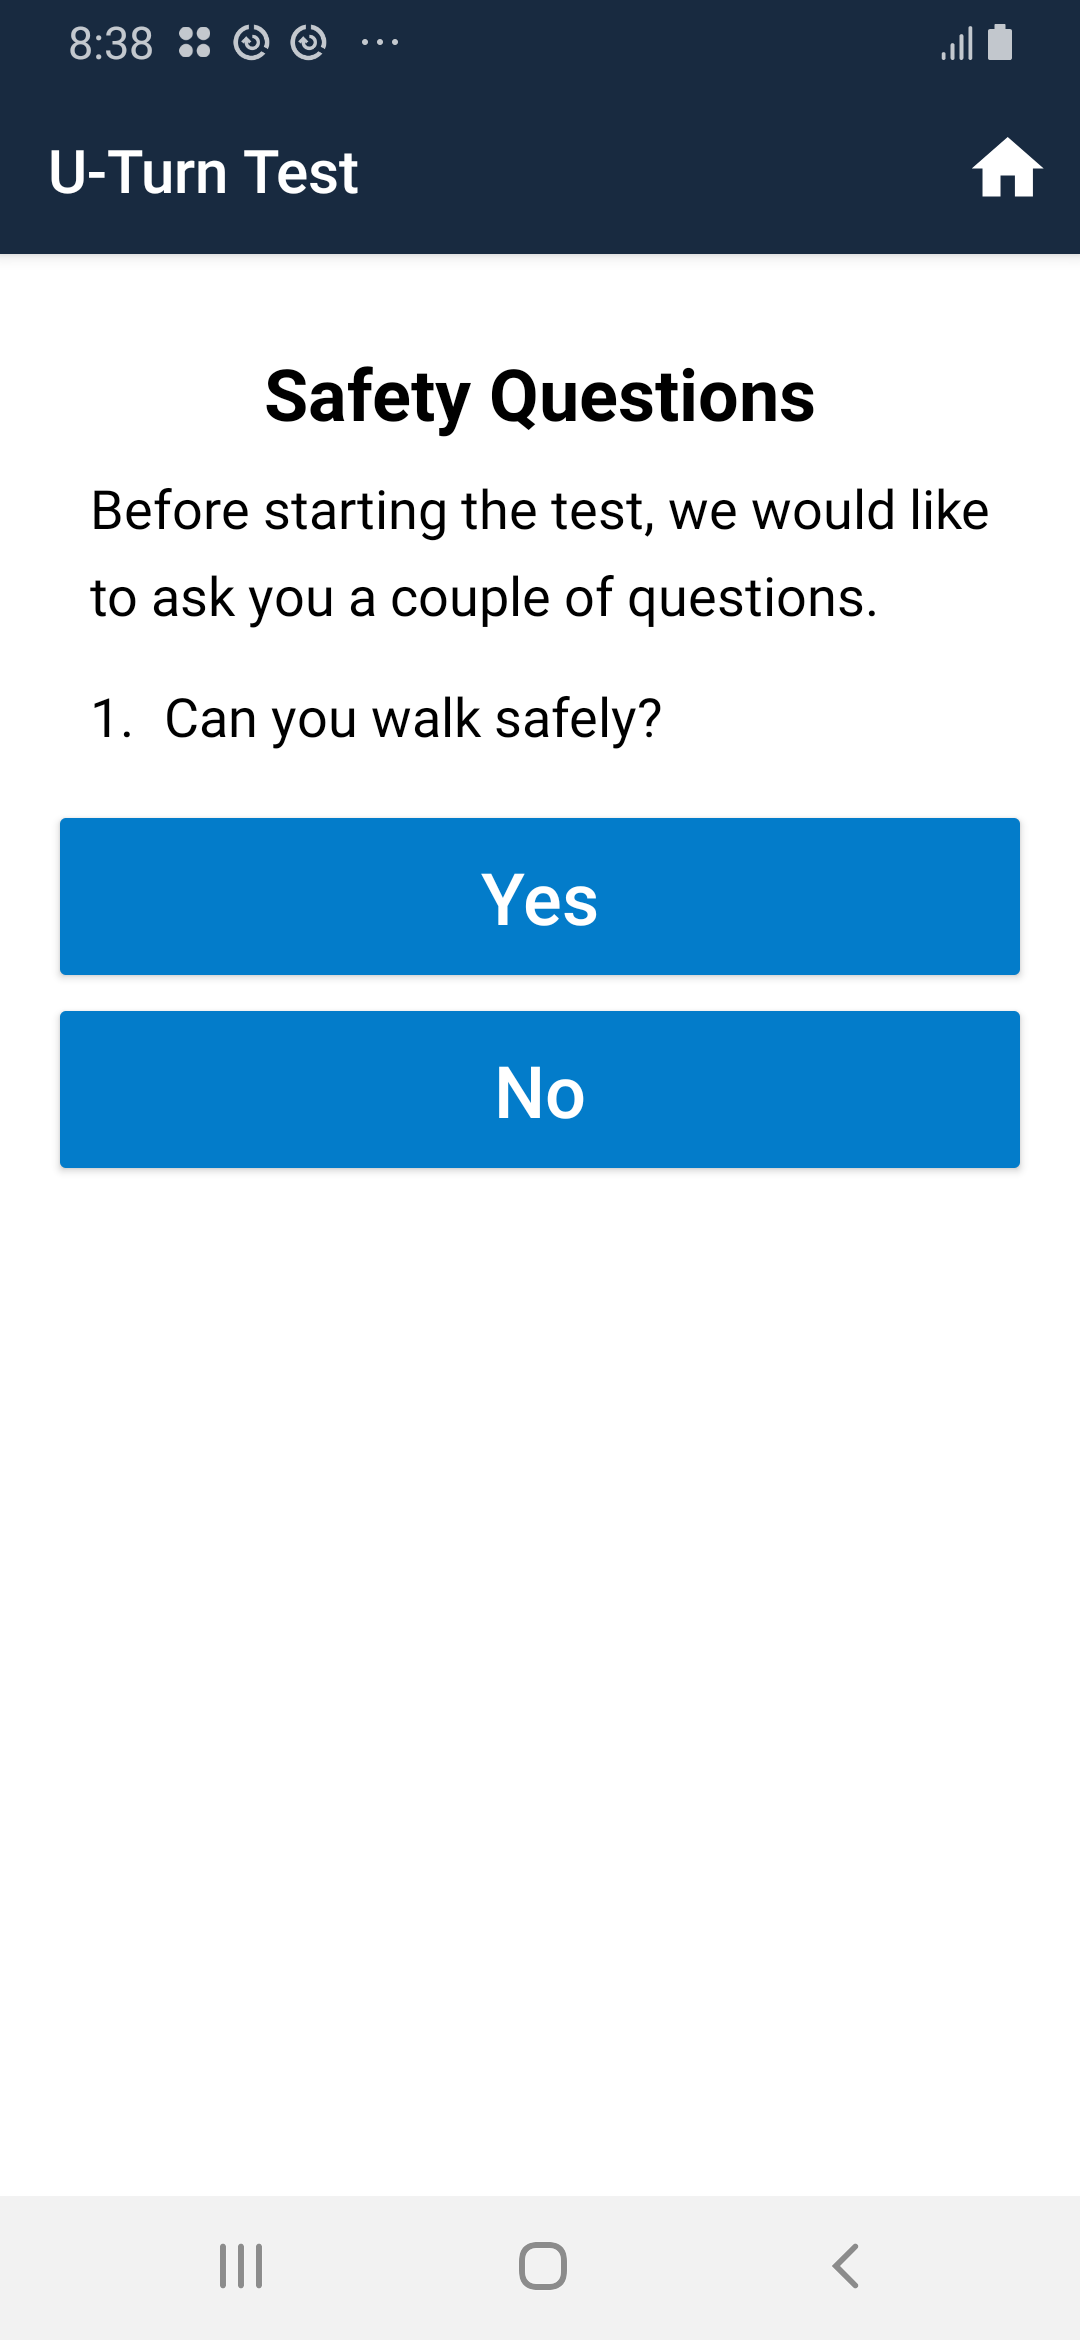 8:38
U-Turn Test
Safety Questions
Before starting the test, we would like
to ask you a couple of questions.
1. Can you walk safely?
Yes
No